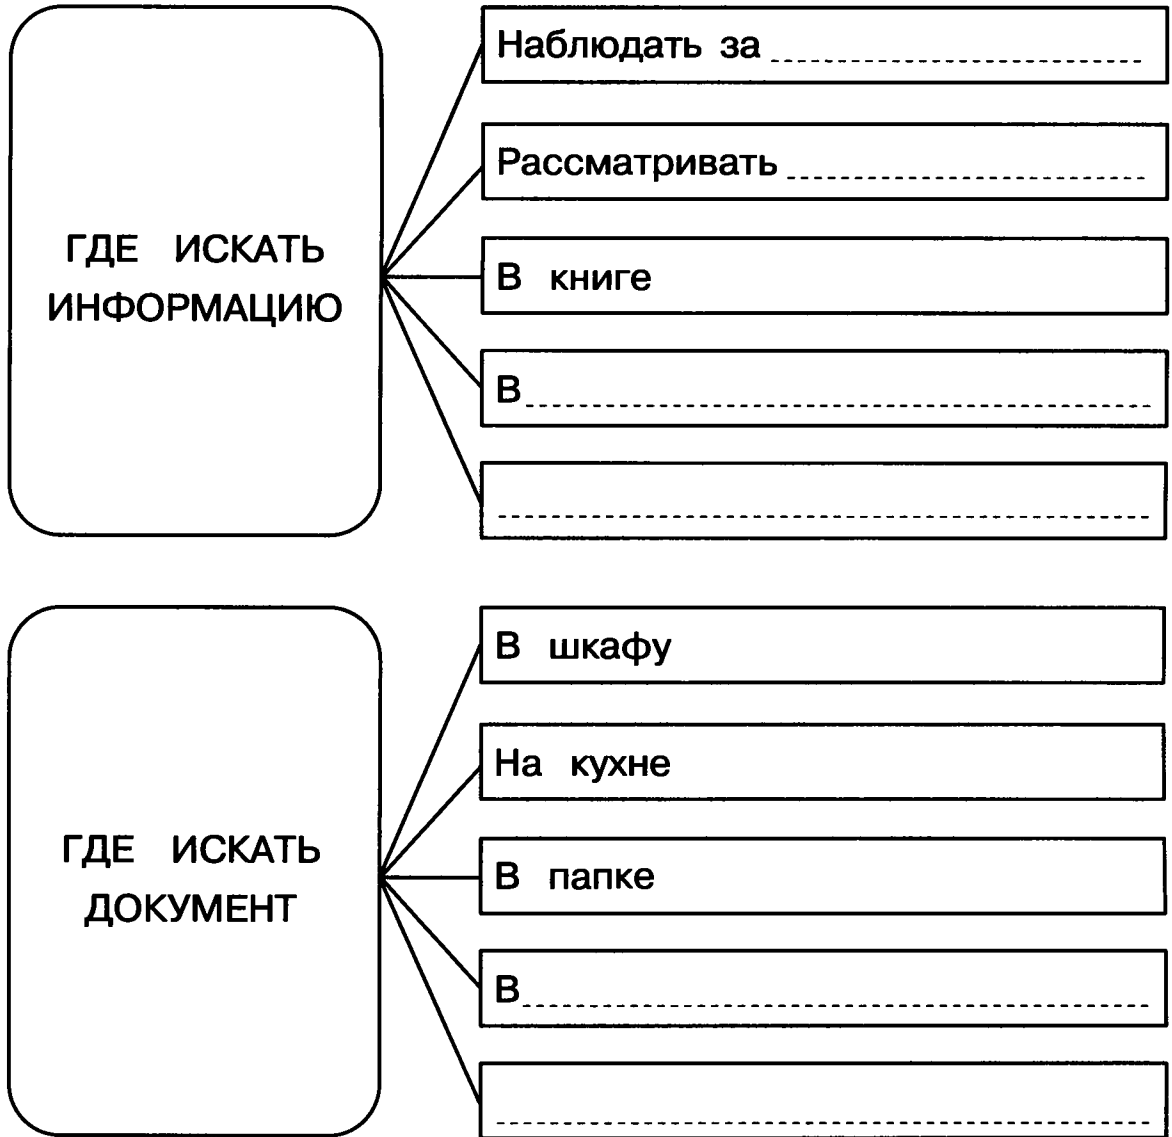 ГДЕ ИСКАТЬ
ИНФОРМАЦИЮ
Наблюдать за
Рассматривать
В книге
В
ГДЕ ИСКАТЬ
ДОКУМЕНТ
В шкафу
На кухне
В папке
В